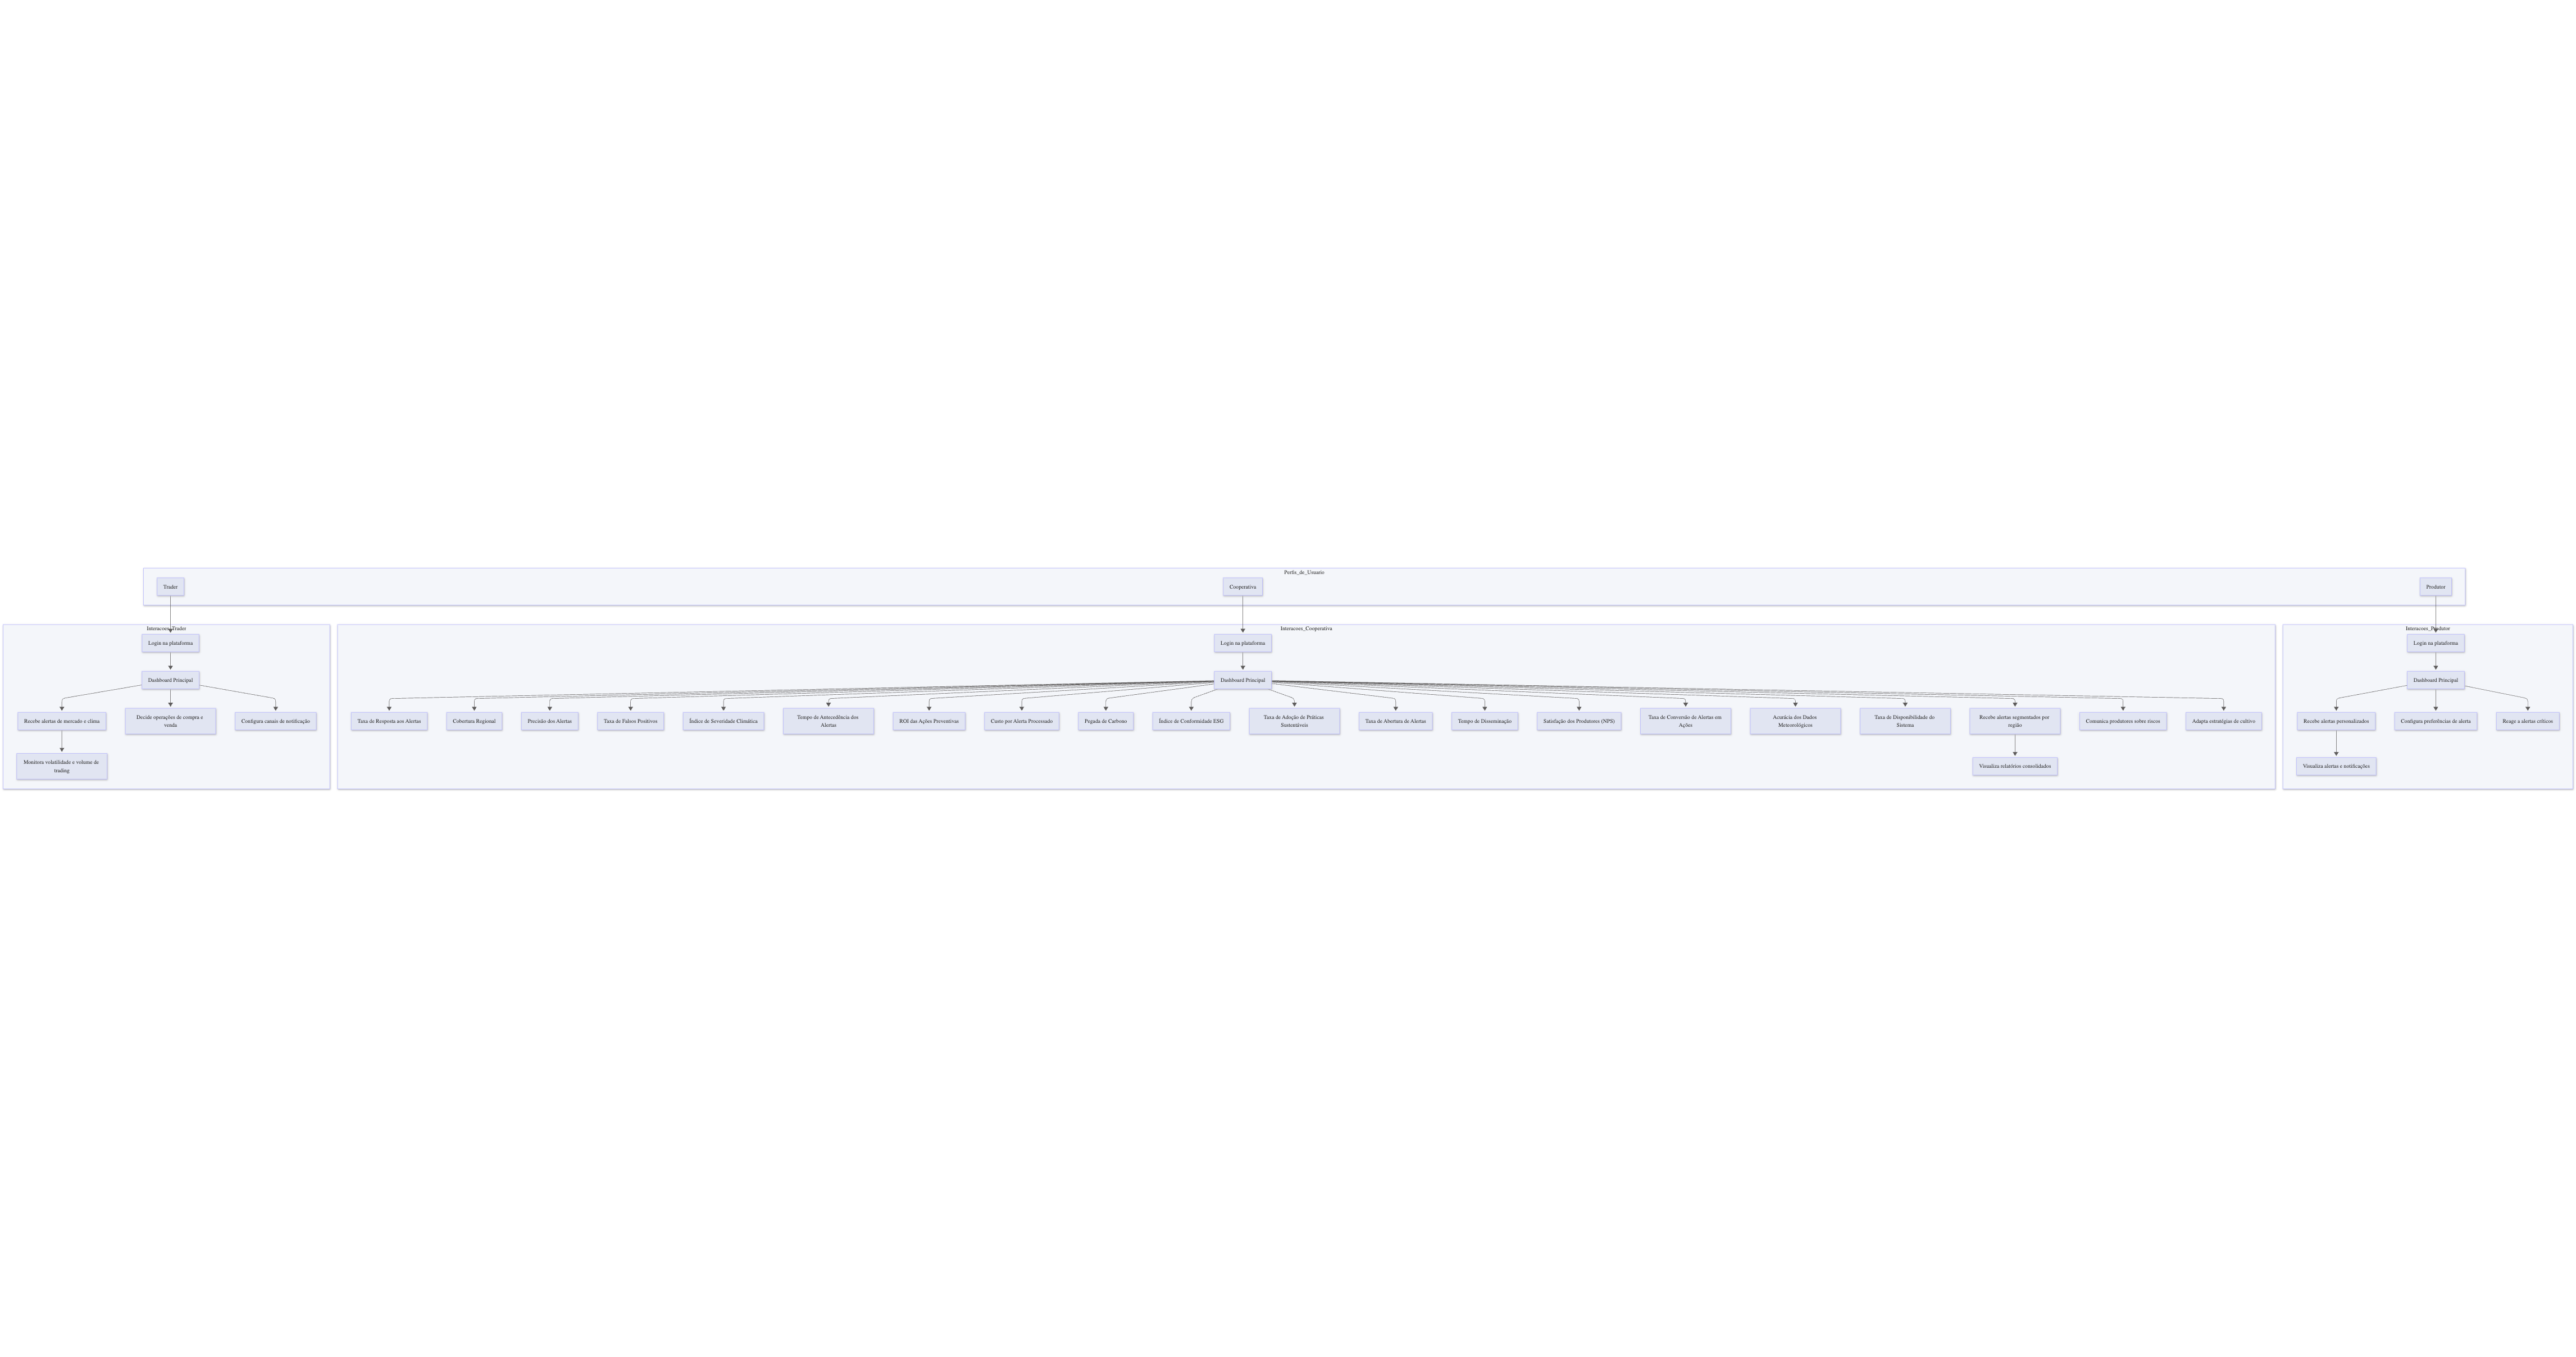 Perfis_de_Usuario
Trader
Cooperativa
Produtor
Interacoes_Trader
Login na plataforma
Dashboard Principal
Recebe alertas de mercado e clima
Decide operações de compra e
venda
Configura canais de notificação
Monitora volatilidade e volume de
trading
Interacoes_Cooperativa
Login na plataforma
Dashboard Principal
Taxa de Resposta aos Alertas
Cobertura Regional
Precisão dos Alertas
Taxa de Falsos Positivos
Índice de Severidade Climática
Tempo de Antecedência dos
Alertas
ROI das Ações Preventivas
Custo por Alerta Processado
Pegada de Carbono
Índice de Conformidade ESG
Taxa de Adoção de Práticas
Sustentáveis
Taxa de Abertura de Alertas
Tempo de Disseminação
Satisfação dos Produtores (NPS)
Taxa de Conversão de Alertas em
Ações
Acurácia dos Dados
Meteorológicos
Taxa de Disponibilidade do
Sistema
Recebe alertas segmentados por
região
Comunica produtores sobre riscos
Adapta estratégias de cultivo
Visualiza relatórios consolidados
Interacoes_Produtor
Login na plataforma
Dashboard Principal
Recebe alertas personalizados
Configura preferências de alerta
Reage a alertas críticos
Visualiza alertas e notificações